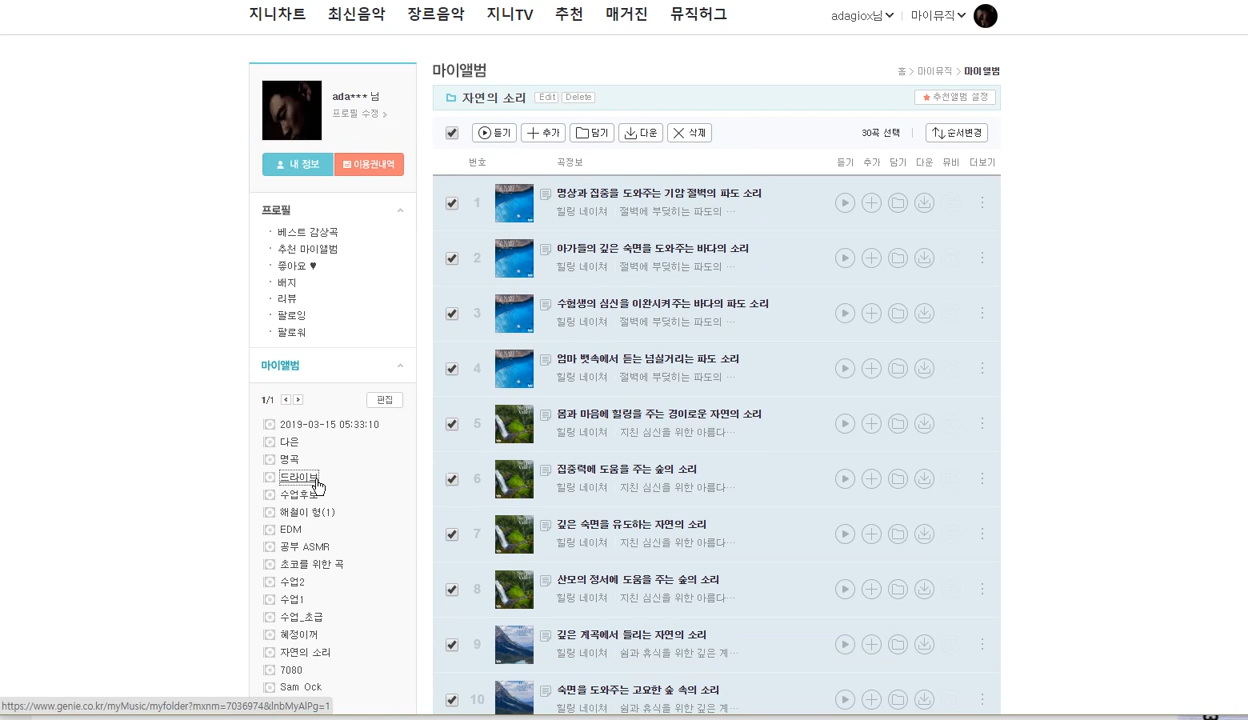 지니차트 최신음악 장르음악 지니TV 추천 매거진 뮤직허그
adagiox님 마이뮤직
ada*** 님
프로필 수정 >
내 정보 이용권내역
프로필
· 베스트 감상곡
· 추천 마이앨범
· 좋아요 ♥
· 배지
· 리뷰
· 팔로잉
· 팔로워
마이앨범
1/1 편집
2019-03-15 05:33:10
다은
명곡
드라이브
수업후보
해철이 형(1)
EDM
공부 ASMR
초코를 위한 곡
수업2
수업1
수업_초급
혜정이꺼
자연의 소리
7080
Sam Ock
마이앨범
홈 > 마이뮤직 > 마이앨범
자연의 소리 Edit Delete
★ 추천앨범 설정
듣기 추가 담기 다운 삭제 30곡 선택 순서변경
번호 곡정보 듣기 추가 담기 다운 뮤비 더보기
1 명상과 집중을 도와주는 기암 절벽의 파도 소리
힐링 네이쳐 절벽에 부딪히는 파도의 ···
2 아가들의 깊은 숙면을 도와주는 바다의 소리
힐링 네이쳐 절벽에 부딪히는 파도의 ···
3 수험생의 심신을 이완시켜주는 바다의 파도 소리
힐링 네이쳐 절벽에 부딪히는 파도의 ···
4 엄마 뱃속에서 듣는 넘실거리는 파도 소리
힐링 네이쳐 절벽에 부딪히는 파도의 ···
5 몸과 마음에 힐링을 주는 경이로운 자연의 소리
힐링 네이쳐 지친 심신을 위한 아름다···
6 집중력에 도움을 주는 숲의 소리
힐링 네이쳐 지친 심신을 위한 아름다···
7 깊은 숙면을 유도하는 자연의 소리
힐링 네이쳐 지친 심신을 위한 아름다···
8 산모의 정서에 도움을 주는 숲의 소리
힐링 네이쳐 지친 심신을 위한 아름다···
9 깊은 계곡에서 들리는 자연의 소리
힐링 네이쳐 쉼과 휴식을 위한 깊은 계···
10 숙면을 도와주는 고요한 숲 속의 소리
힐링 네이쳐 쉼과 휴식을 위한 깊은 계···
https://www.genie.co.kr/myMusic/myfolder?mxnm=7036974&lnbMyAlPg=1